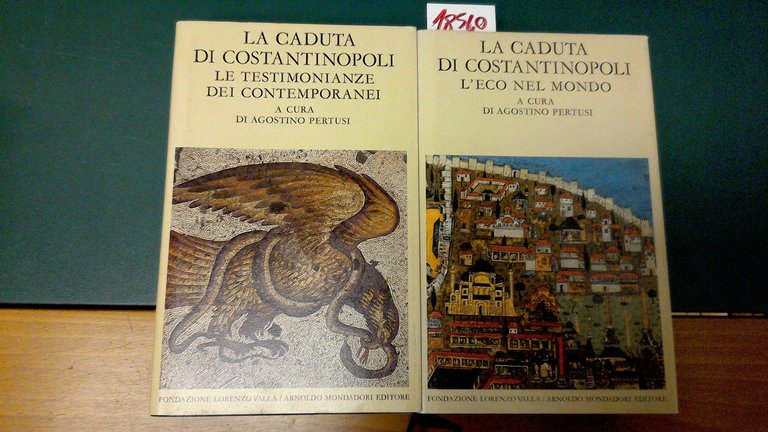 LA CADUTA
DI COSTANTINOPOLI
LE TESTIMONIANZE
DEI CONTEMPORANEI
A CURA
DI AGOSTINO PERTUSI
FONDAZIONE LORENZO VALLA / ARNOLDO MONDADORI EDITORE
18560
LA CADUTA
DI COSTANTINOPOLI
L'ECO NEL MONDO
A CURA
DI AGOSTINO PERTUSI
FONDAZIONE LORENZO VALLA / ARNOLDO MONDADORI EDITORE